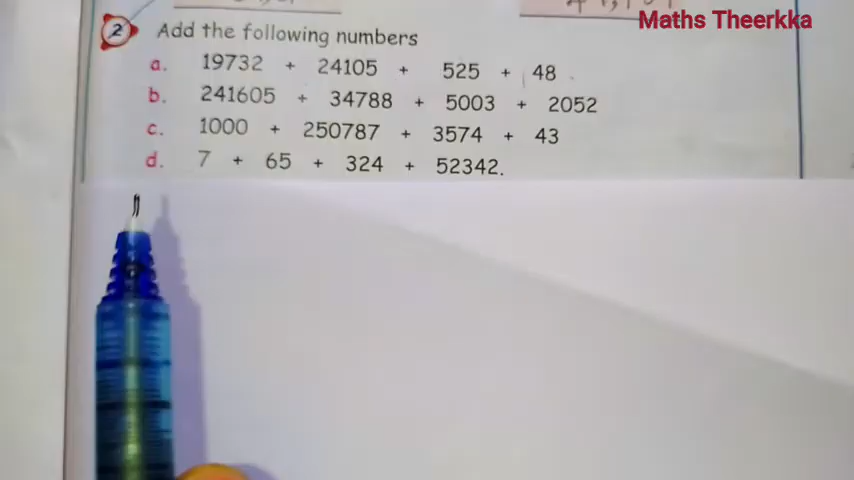 Maths Theerkka
2 Add the following numbers
a. 19732 + 24105 + 525 + 48
b. 241605 + 34788 + 5003 + 2052
c. 1000 + 250787 + 3574 + 43
d. 7 + 65 + 324 + 52342.